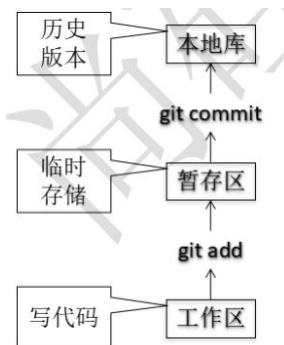 历史
版本
本地库
git commit
临时
存储
暂存区
git add
写代码
工作区